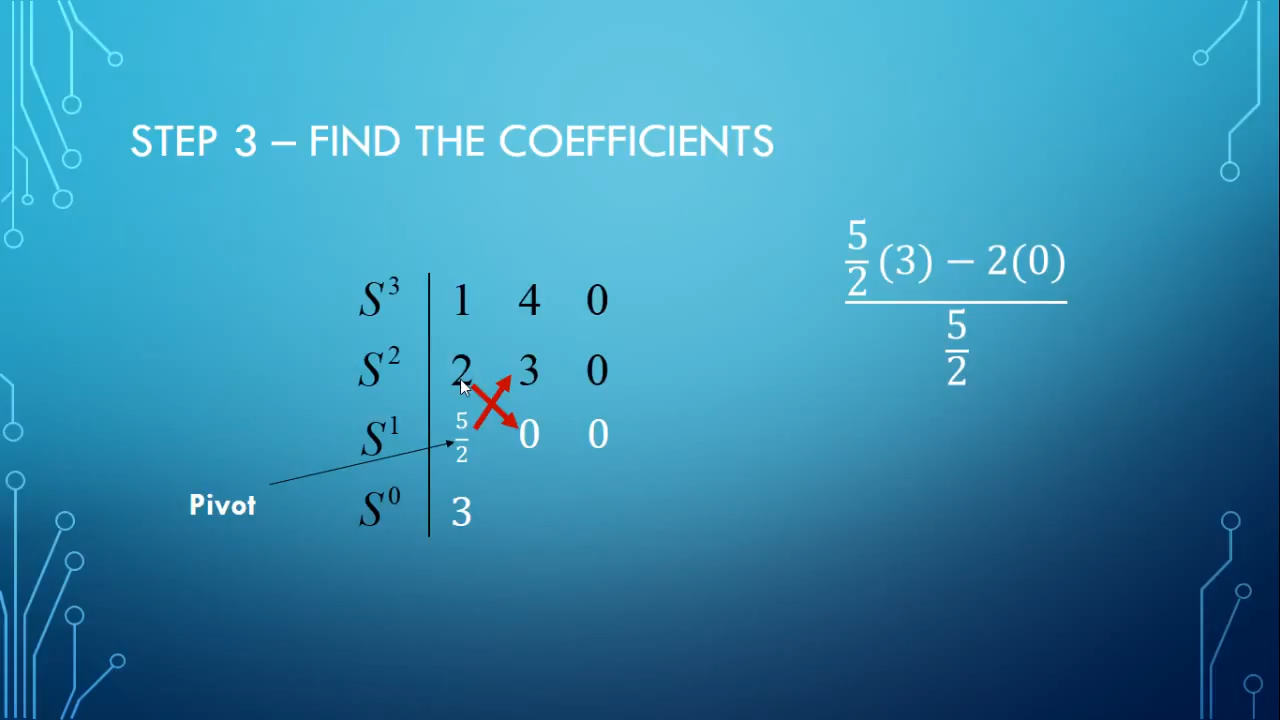 STEP 3 – FIND THE COEFFICIENTS
S³ 1 4 0
S² 2 3 0
S¹ 5/2 0 0
S⁰ 3
Pivot
5/2 (3) − 2(0)
5/2